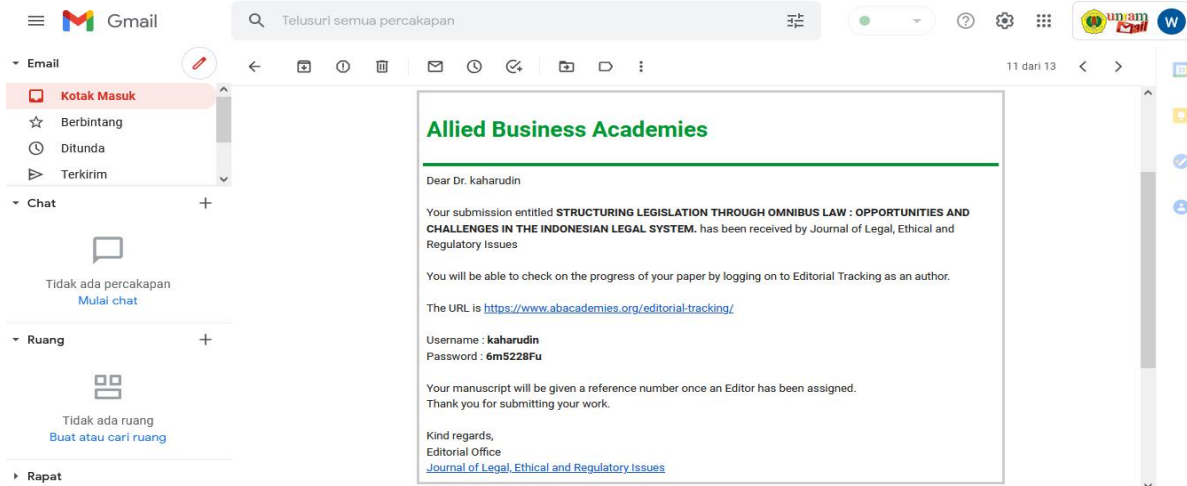 Gmail
Telusuri semua percakapan
unram
Mail
W
Email
11 dari 13
Kotak Masuk
Berbintang
Ditunda
Terkirim
Chat
Tidak ada percakapan
Mulai chat
Ruang
Tidak ada ruang
Buat atau cari ruang
Rapat
Allied Business Academies
Dear Dr. kaharudin
Your submission entitled STRUCTURING LEGISLATION THROUGH OMNIBUS LAW : OPPORTUNITIES AND
CHALLENGES IN THE INDONESIAN LEGAL SYSTEM. has been received by Journal of Legal, Ethical and
Regulatory Issues
You will be able to check on the progress of your paper by logging on to Editorial Tracking as an author.
The URL is https://www.abacademies.org/editorial-tracking/
Username : kaharudin
Password : 6m5228Fu
Your manuscript will be given a reference number once an Editor has been assigned.
Thank you for submitting your work.
Kind regards,
Editorial Office
Journal of Legal, Ethical and Regulatory Issues